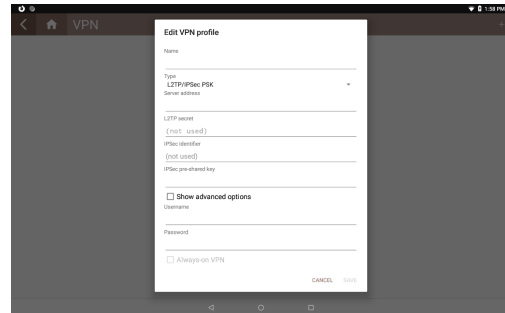 1:58 PM
VPN
Edit VPN profile
Name
Type
L2TP/IPSec PSK
Server address
L2TP secret
(not used)
IPSec identifier
(not used)
IPSec pre-shared key
Show advanced options
Username
Password
Always-on VPN
CANCEL SAVE